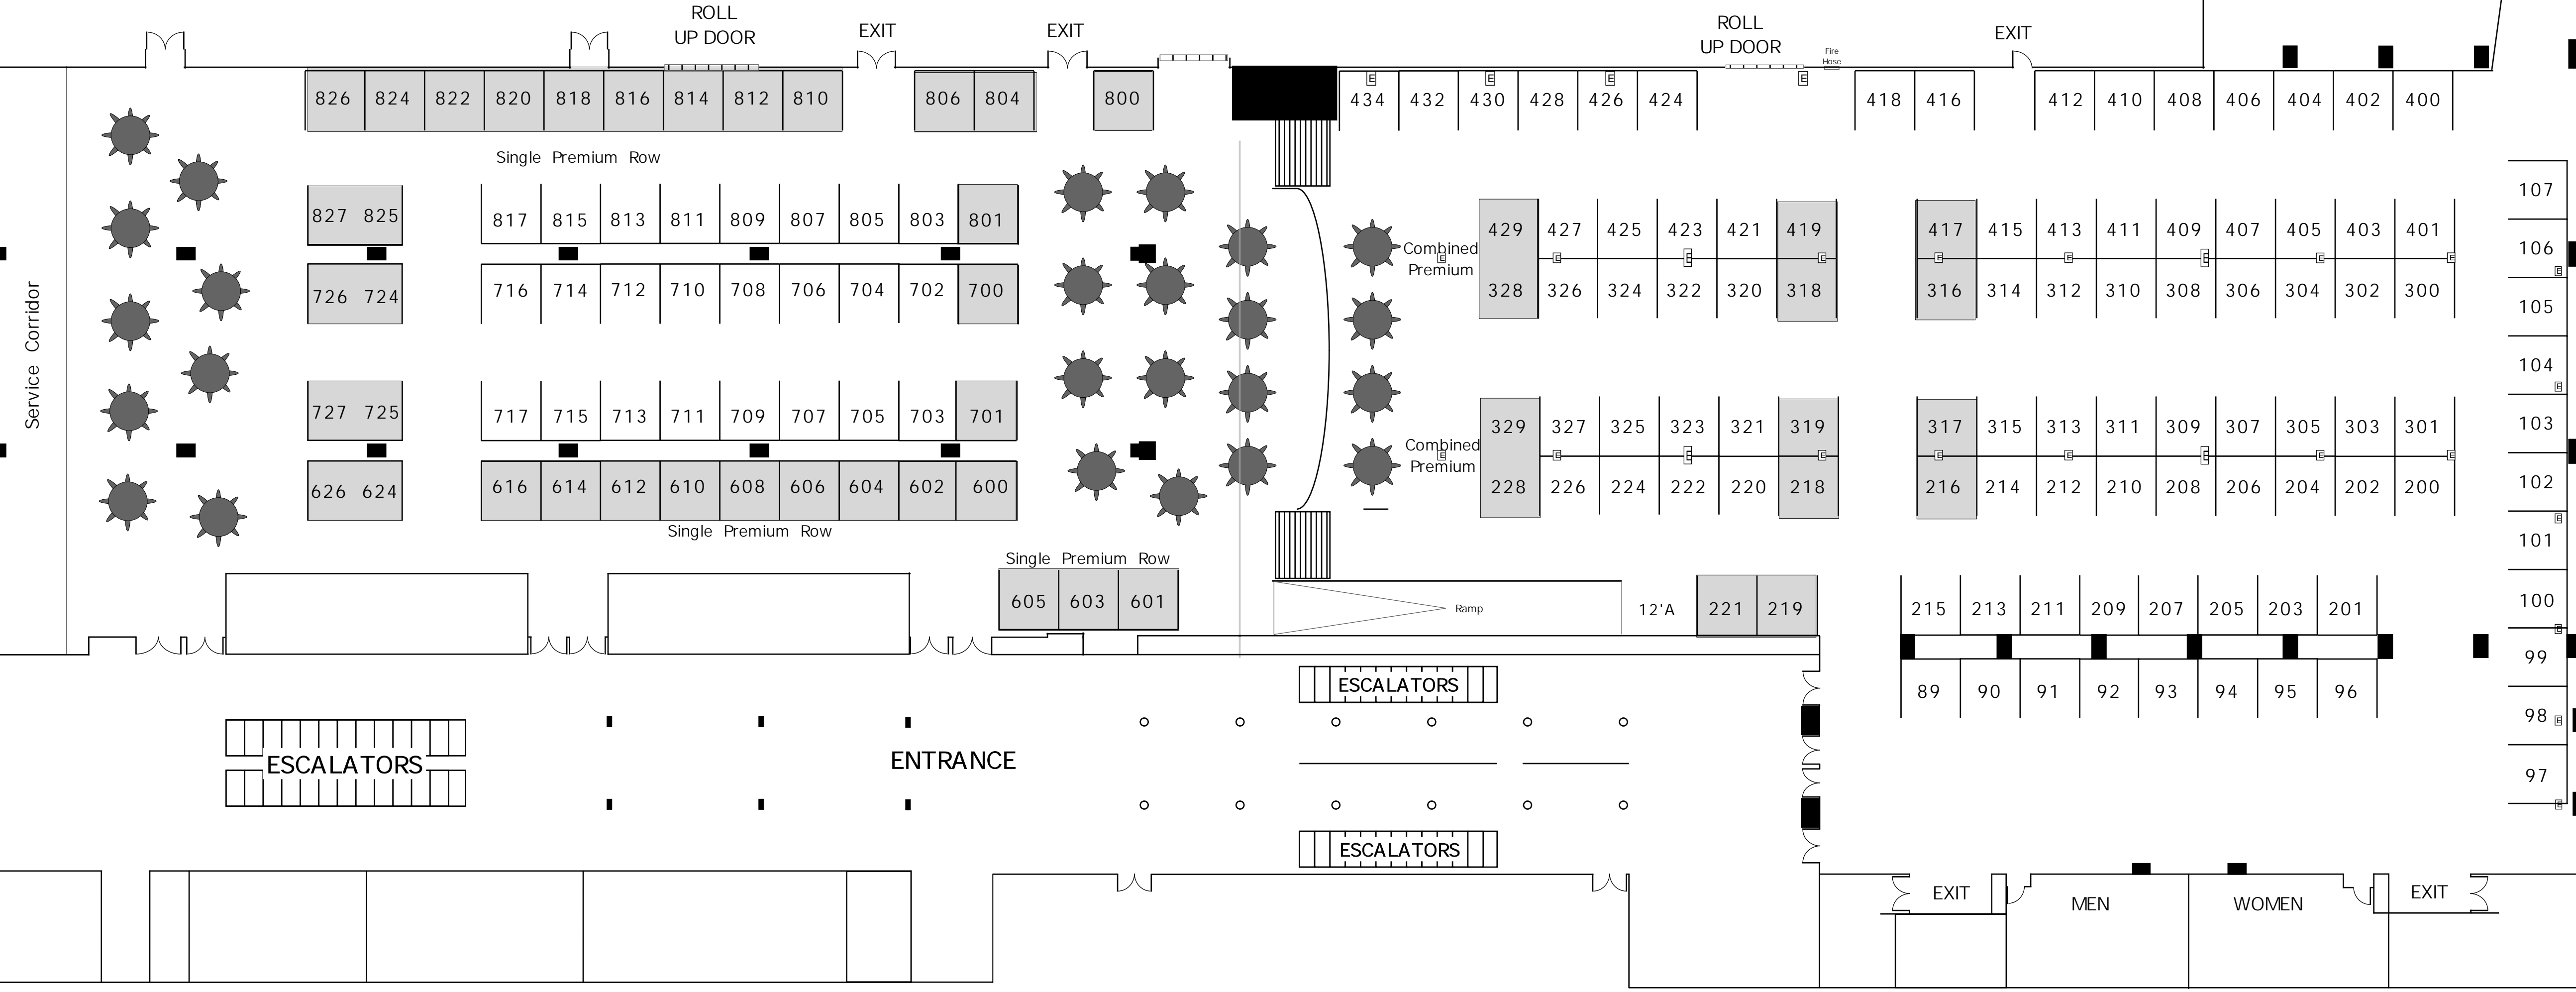 ROLL
UP DOOR
EXIT
EXIT
ROLL
UP DOOR
Fire
Hose
EXIT
826 824 822 820 818 816 814 812 810 806 804 800
E E E E
434 432 430 428 426 424 418 416 412 410 408 406 404 402 400
Single Premium Row
827 825 817 815 813 811 809 807 805 803 801
429 427 425 423 421 419 417 415 413 411 409 407 405 403 401
Combined
Premium
E E E E E E E E E
726 724 716 714 712 710 708 706 704 702 700
328 326 324 322 320 318 316 314 312 310 308 306 304 302 300
Service Corridor
727 725 717 715 713 711 709 707 705 703 701
329 327 325 323 321 319 317 315 313 311 309 307 305 303 301
Combined
Premium
E E E E E E E E E
626 624 616 614 612 610 608 606 604 602 600
228 226 224 222 220 218 216 214 212 210 208 206 204 202 200
Single Premium Row
Single Premium Row
605 603 601
Ramp
12'A
221 219
215 213 211 209 207 205 203 201
89 90 91 92 93 94 95 96
107
106
E
105
104
E
103
102
E
101
100
E
99
98 E
97
E
ESCALATORS
ESCALATORS
ENTRANCE
ESCALATORS
EXIT
MEN
WOMEN
EXIT